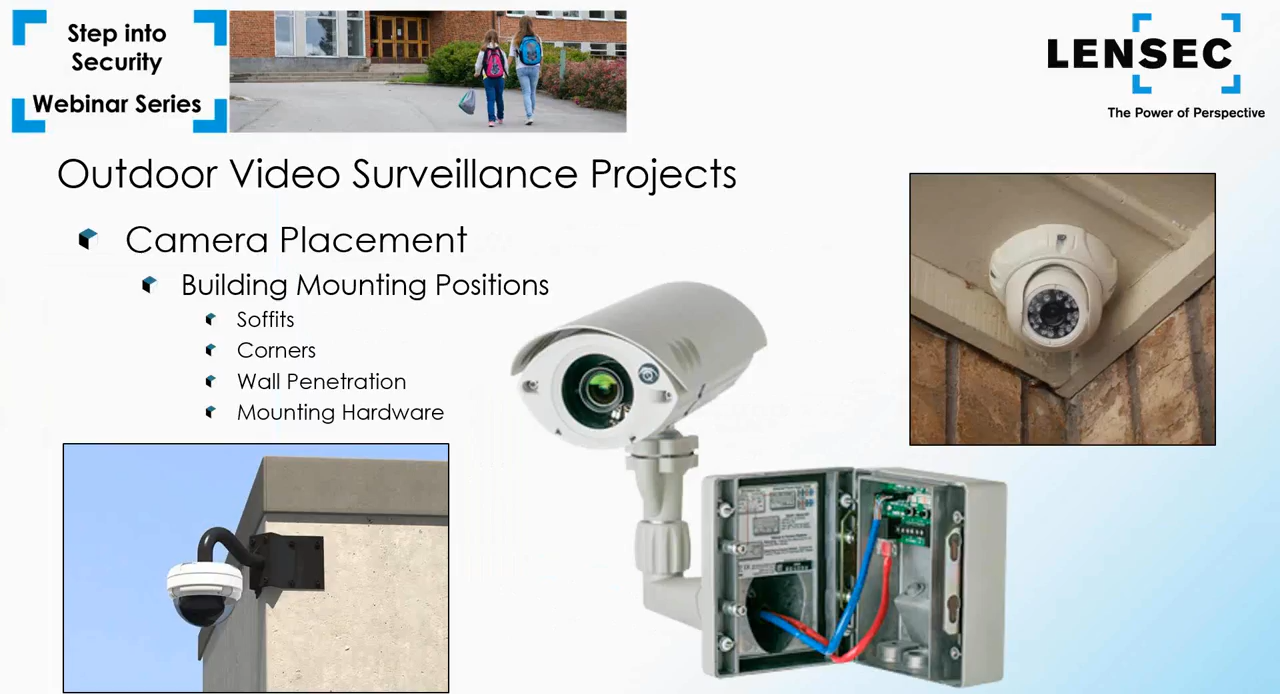 Step into
Security
Webinar Series
LENSEC
The Power of Perspective
Outdoor Video Surveillance Projects
Camera Placement
Building Mounting Positions
Soffits
Corners
Wall Penetration
Mounting Hardware